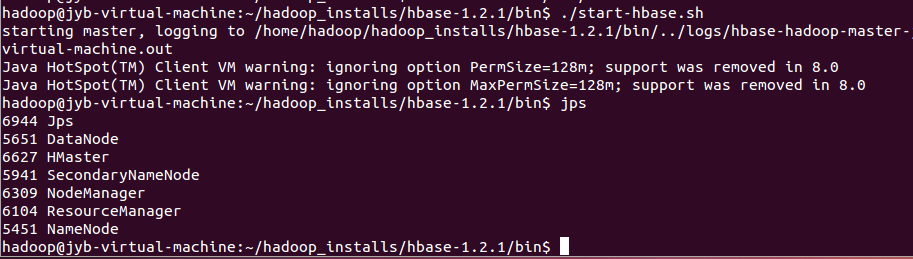 hadoop@jyb-virtual-machine:~/hadoop_installs/hbase-1.2.1/bin$ ./start-hbase.sh
starting master, logging to /home/hadoop/hadoop_installs/hbase-1.2.1/bin/../logs/hbase-hadoop-master-
virtual-machine.out
Java HotSpot(TM) Client VM warning: ignoring option PermSize=128m; support was removed in 8.0
Java HotSpot(TM) Client VM warning: ignoring option MaxPermSize=128m; support was removed in 8.0
hadoop@jyb-virtual-machine:~/hadoop_installs/hbase-1.2.1/bin$ jps
6944 Jps
5651 DataNode
6627 HMaster
5941 SecondaryNameNode
6309 NodeManager
6104 ResourceManager
5451 NameNode
hadoop@jyb-virtual-machine:~/hadoop_installs/hbase-1.2.1/bin$